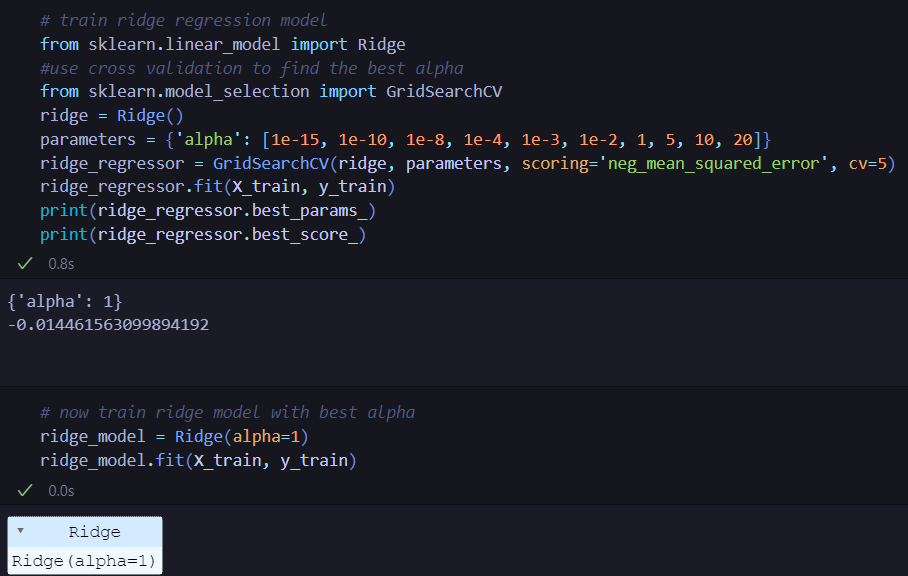 # train ridge regression model
from sklearn.linear_model import Ridge
#use cross validation to find the best alpha
from sklearn.model_selection import GridSearchCV
ridge = Ridge()
parameters = {'alpha': [1e-15, 1e-10, 1e-8, 1e-4, 1e-3, 1e-2, 1, 5, 10, 20]}
ridge_regressor = GridSearchCV(ridge, parameters, scoring='neg_mean_squared_error', cv=5)
ridge_regressor.fit(X_train, y_train)
print(ridge_regressor.best_params_)
print(ridge_regressor.best_score_)
0.8s
{'alpha': 1}
-0.014461563099894192
# now train ridge model with best alpha
ridge_model = Ridge(alpha=1)
ridge_model.fit(X_train, y_train)
0.0s
Ridge
Ridge(alpha=1)